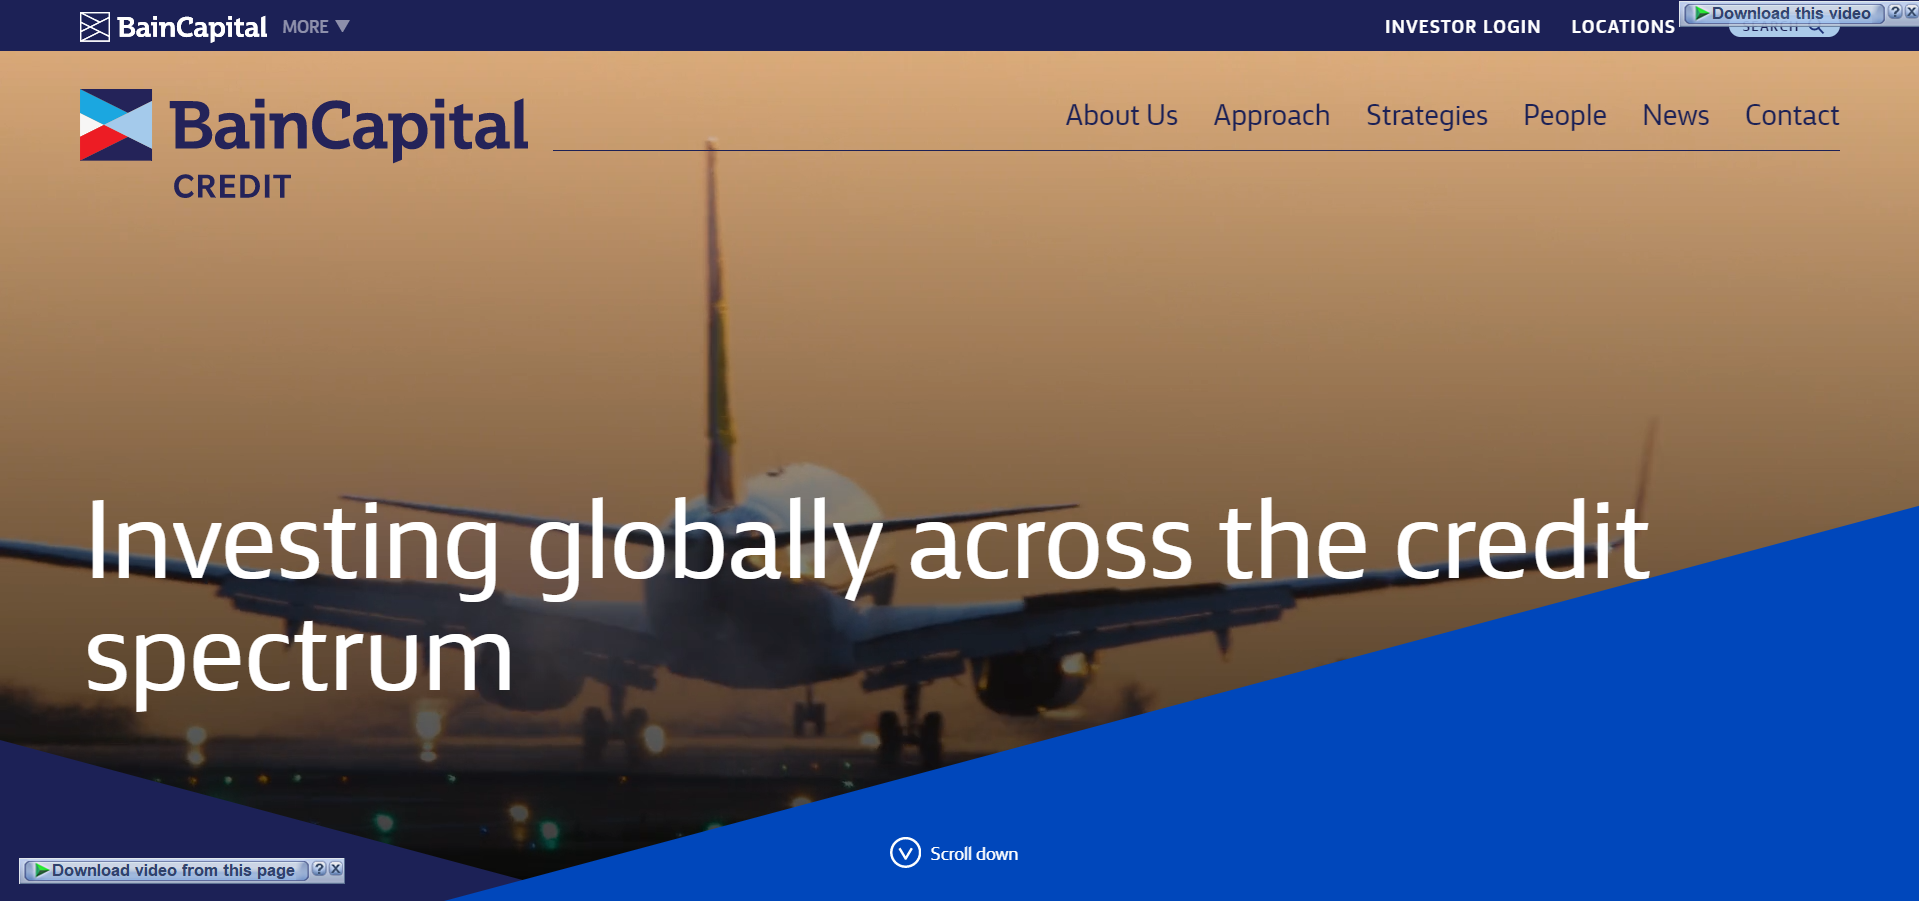 BainCapital MORE
INVESTOR LOGIN LOCATIONS
Download this video ? X
SEARCH
BainCapital
CREDIT
About Us Approach Strategies People News Contact
Investing globally across the credit
spectrum
Scroll down
Download video from this page ? X